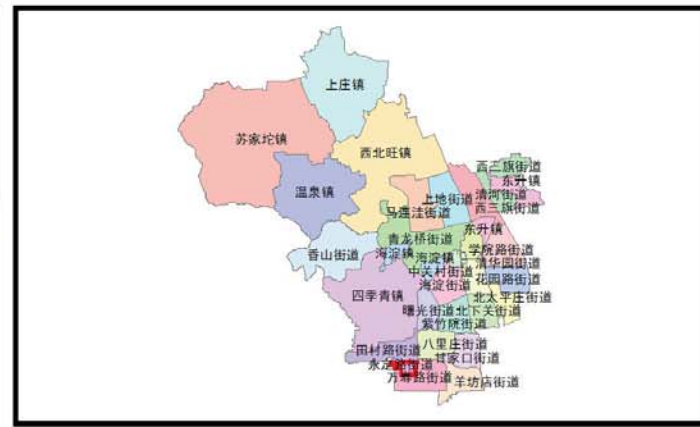 上庄镇
苏家坨镇
西北旺镇
西三旗街道
东升镇
温泉镇
上地街道
清河街道
马连洼街道
西三旗街道
东升镇
青龙桥街道
学院路街道
香山街道
海淀镇
海淀镇
清华园街道
中关村街道
花园路街道
海淀街道
四季青镇
北太平庄街道
曙光街道
北下关街道
紫竹院街道
田村路街道
八里庄街道
甘家口街道
永定路街道
万寿路街道
羊坊店街道